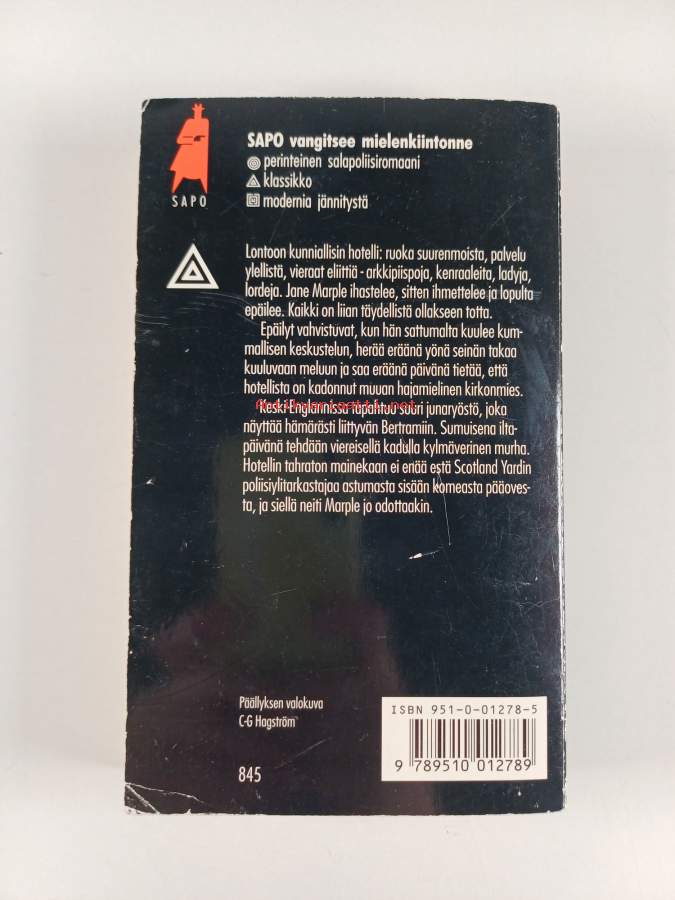 SAPO
SAPO vangitsee mielenkiintonne
perinteinen salapoliisiromaani
klassikko
modernia jännitystä
Lontoon kunniallisin hotelli: ruoka suurenmoista, palvelu
ylellistä, vieraat eliittiä - arkkipiispoja, kenraaleita, ladyja,
lordeja. Jane Marple ihastelee, sitten ihmettelee ja lopulta
epäilee. Kaikki on liian täydellistä ollakseen totta.
Epäilyt vahvistuvat, kun hän sattumalta kuulee kum-
mallisen keskustelun, herää eräänä yönä seinän takaa
kuuluvaan meluun ja saa eräänä päivänä tietää, että
hotellista on kadonnut muuan hajamielinen kirkonmies.
Antikvariaatti.net
Keski-Englannissa tapahtuu suuri junaryöstö, joka
näyttää hämärästi liittyvän Bertramiin. Sumuisena ilta-
päivänä tehdään viereisellä kadulla kylmäverinen murha.
Hotellin tahraton mainekaan ei enää estä Scotland Yardin
poliisiylitarkastajaa astumasta sisään komeasta pääoves-
ta, ja siellä neiti Marple jo odottaakin.
Päällyksen valokuva
C-G Hagström
845
ISBN 951-0-01278-5
9 789510 012789